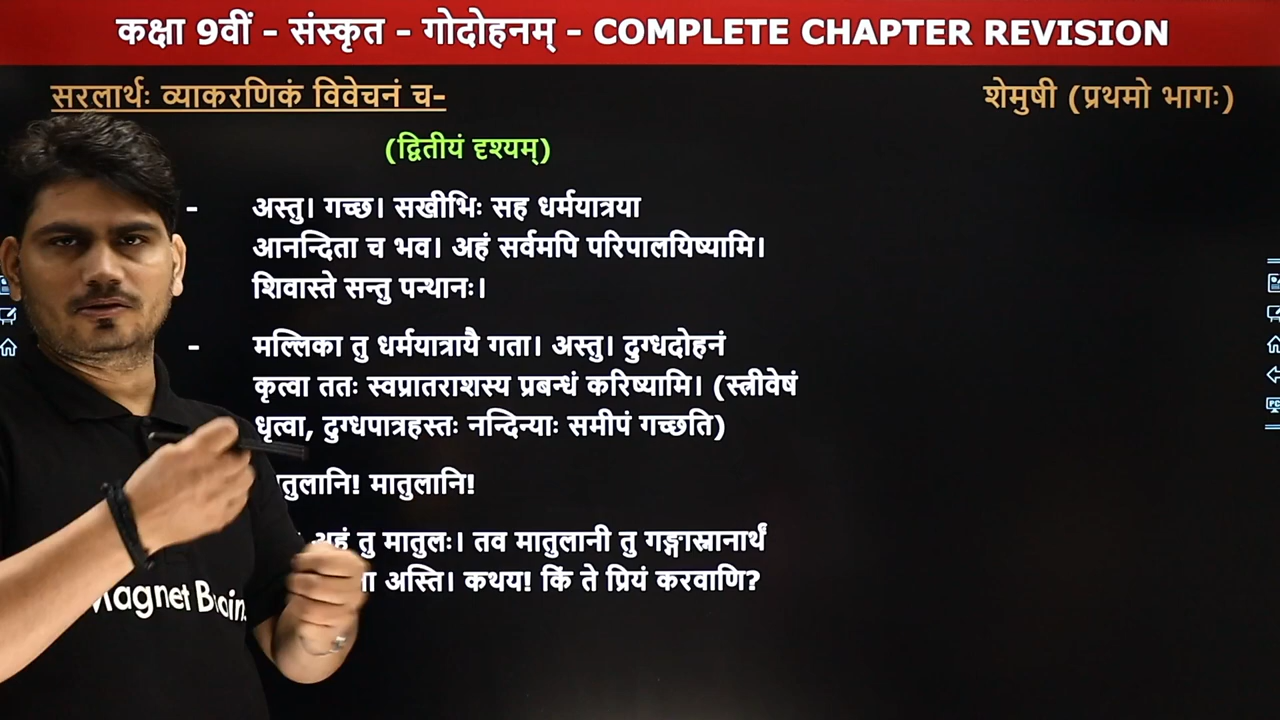 कक्षा 9वीं - संस्कृत - गोदोहनम् - COMPLETE CHAPTER REVISION
सरलार्थः व्याकरणिकं विवेचनं च-
शेमुषी (प्रथमो भागः)
(द्वितीयं दृश्यम्)
- अस्तु। गच्छ। सखीभिः सह धर्मयात्रया
आनन्दिता च भव। अहं सर्वमपि परिपालयिष्यामि।
शिवास्ते सन्तु पन्थानः।
- मल्लिका तु धर्मयात्रायै गता। अस्तु। दुग्धदोहनं
कृत्वा ततः स्वप्रातराशस्य प्रबन्धं करिष्यामि। (स्त्रीवेषं
धृत्वा, दुग्धपात्रहस्तः नन्दिन्याः समीपं गच्छति)
मातुलानि! मातुलानि!
अहं तु मातुलः। तव मातुलानी तु गङ्गास्नानार्थं
अस्ति। कथय! किं ते प्रियं करवाणि?
Magnet Brains